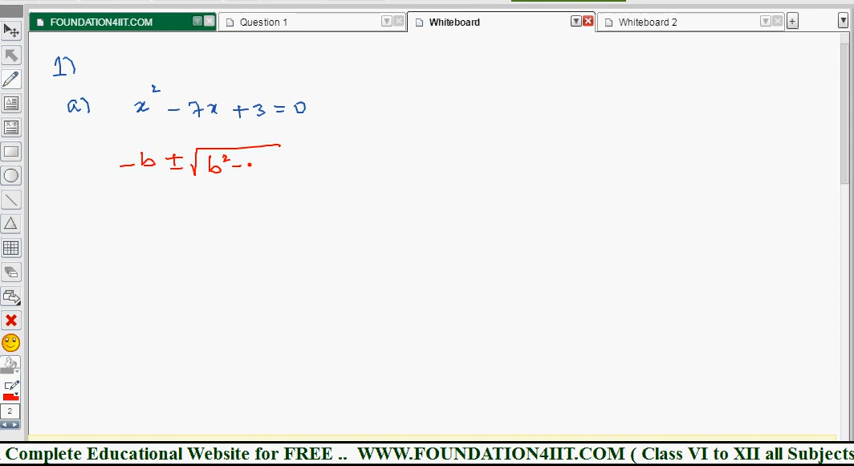 FOUNDATION4IIT.COM Question 1 Whiteboard Whiteboard 2 +
1)
a) x² - 7x + 3 = 0
-b ± √b² - .
2
Complete Educational Website for FREE .. WWW.FOUNDATION4IIT.COM ( Class VI to XII all Subjects